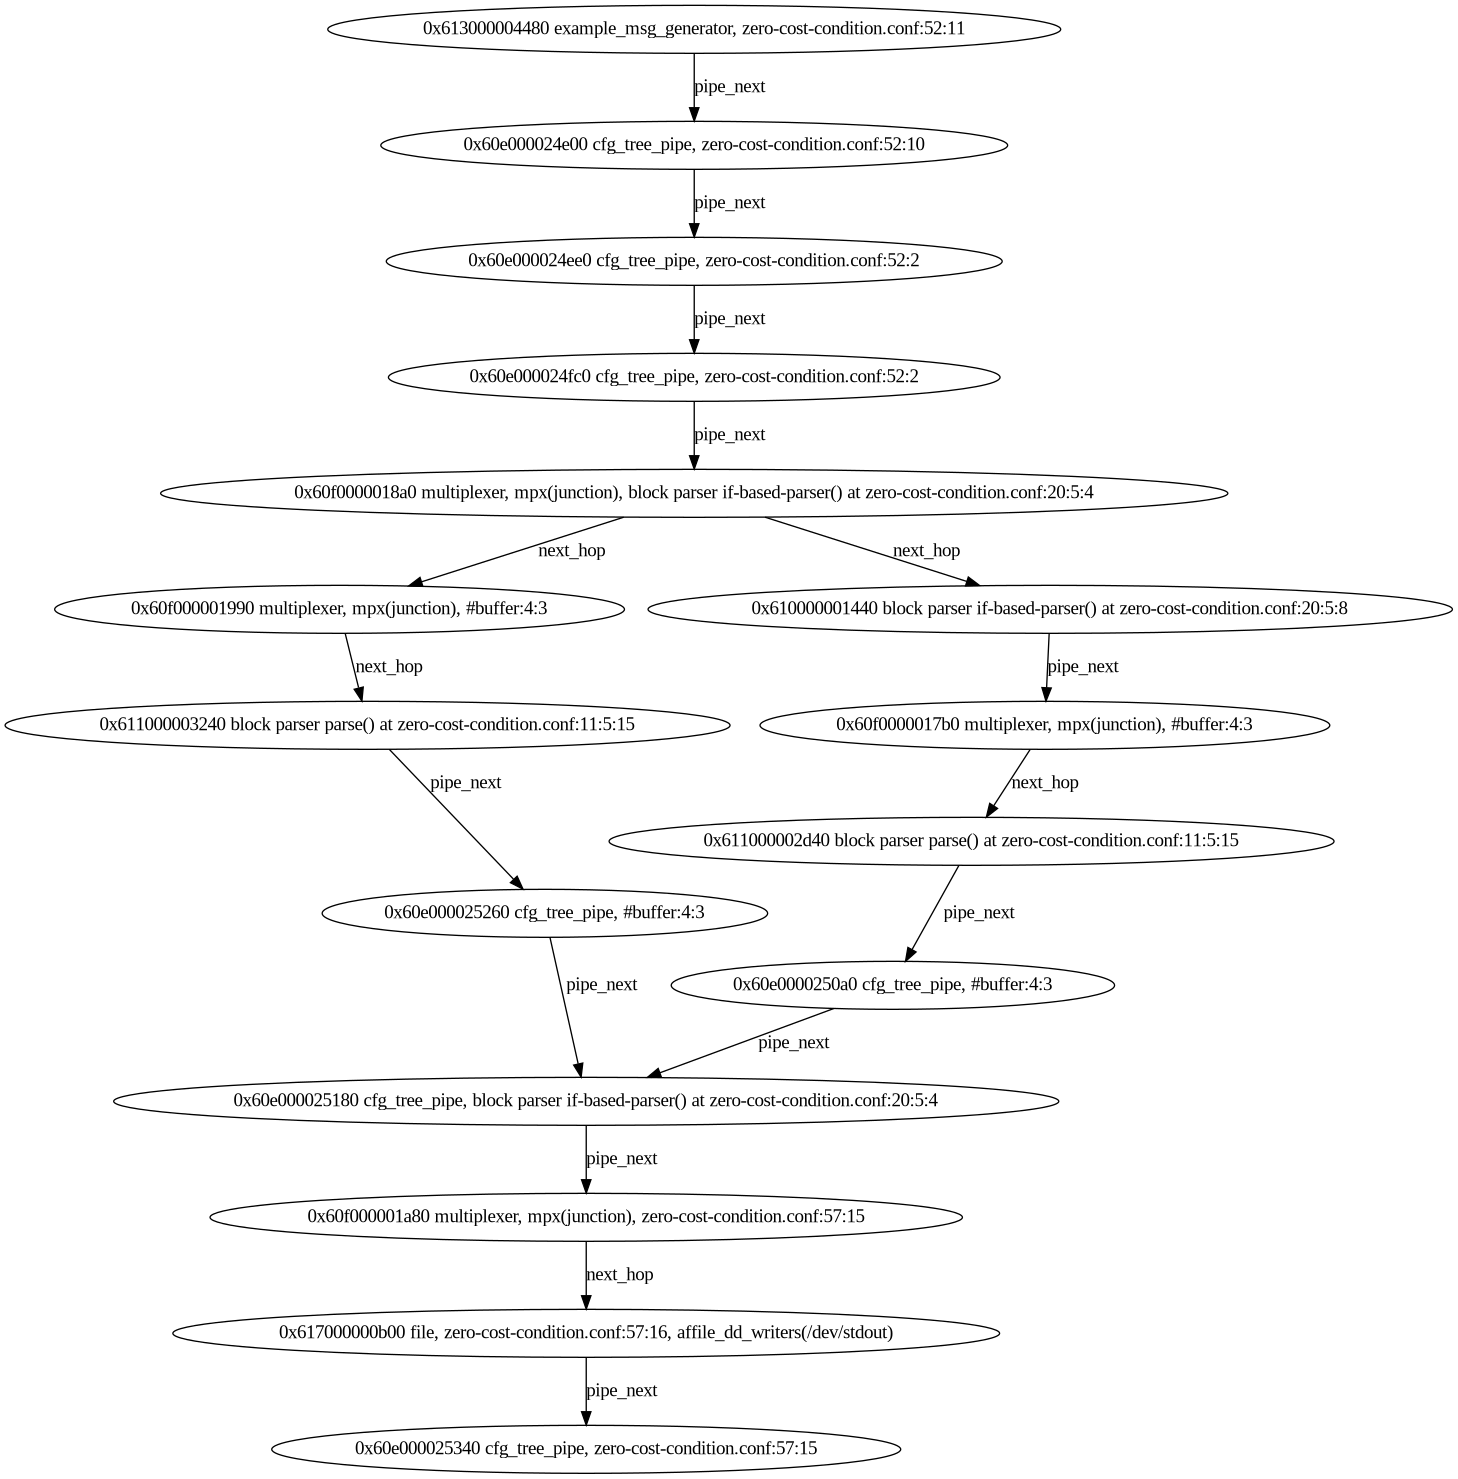 0x613000004480 example_msg_generator, zero-cost-condition.conf:52:11
pipe_next
0x60e000024e00 cfg_tree_pipe, zero-cost-condition.conf:52:10
pipe_next
0x60e000024ee0 cfg_tree_pipe, zero-cost-condition.conf:52:2
pipe_next
0x60e000024fc0 cfg_tree_pipe, zero-cost-condition.conf:52:2
pipe_next
0x60f0000018a0 multiplexer, mpx(junction), block parser if-based-parser() at zero-cost-condition.conf:20:5:4
next_hop
next_hop
0x60f000001990 multiplexer, mpx(junction), #buffer:4:3
0x610000001440 block parser if-based-parser() at zero-cost-condition.conf:20:5:8
next_hop
pipe_next
0x611000003240 block parser parse() at zero-cost-condition.conf:11:5:15
0x60f0000017b0 multiplexer, mpx(junction), #buffer:4:3
pipe_next
next_hop
0x611000002d40 block parser parse() at zero-cost-condition.conf:11:5:15
0x60e000025260 cfg_tree_pipe, #buffer:4:3
pipe_next
pipe_next
0x60e0000250a0 cfg_tree_pipe, #buffer:4:3
pipe_next
0x60e000025180 cfg_tree_pipe, block parser if-based-parser() at zero-cost-condition.conf:20:5:4
pipe_next
0x60f000001a80 multiplexer, mpx(junction), zero-cost-condition.conf:57:15
next_hop
0x617000000b00 file, zero-cost-condition.conf:57:16, affile_dd_writers(/dev/stdout)
pipe_next
0x60e000025340 cfg_tree_pipe, zero-cost-condition.conf:57:15